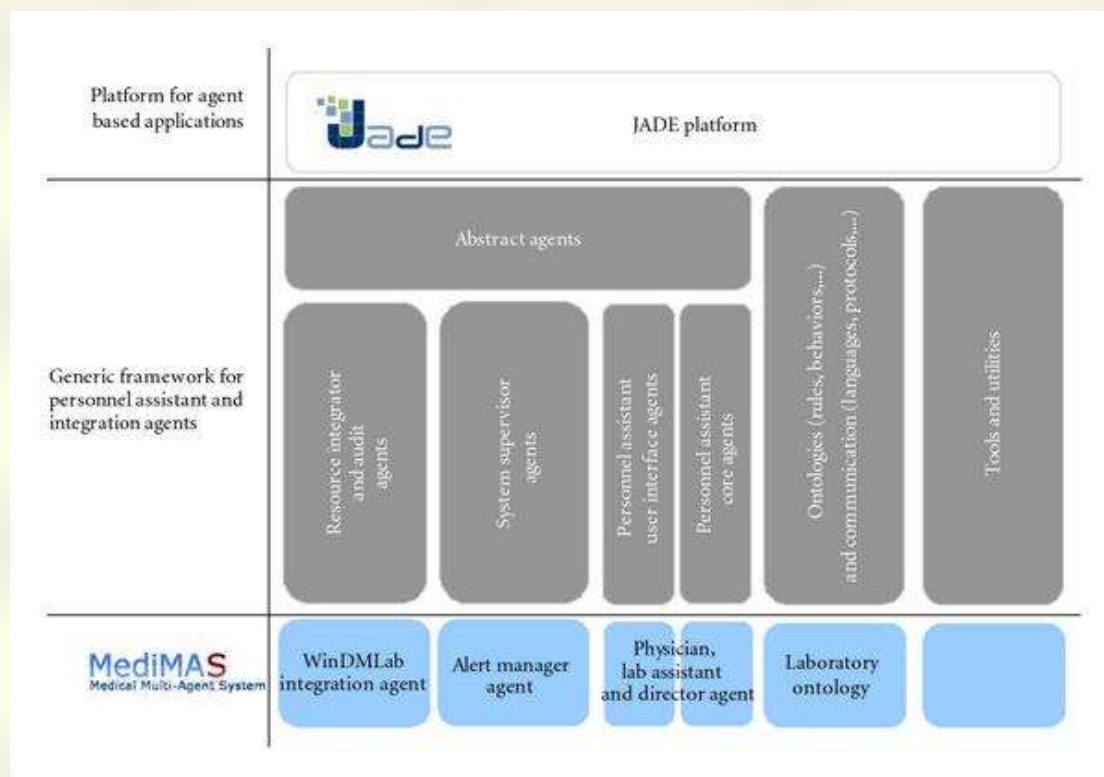 Platform for agent
based applications
Jade
JADE platform
Generic framework for
personnel assistant and
integration agents
Abstract agents
Resource integrator
and audit
agents
System supervisor
agents
Personnel assistant
user interface agents
Personnel assistant
core agents
Ontologies (rules, behaviors,...)
and communication (languages, protocols,...)
Tools and utilities
MediMAS
Medical Multi-Agent System
WinDMLab
integration agent
Alert manager
agent
Physician,
lab assistant
and director agent
Laboratory
ontology